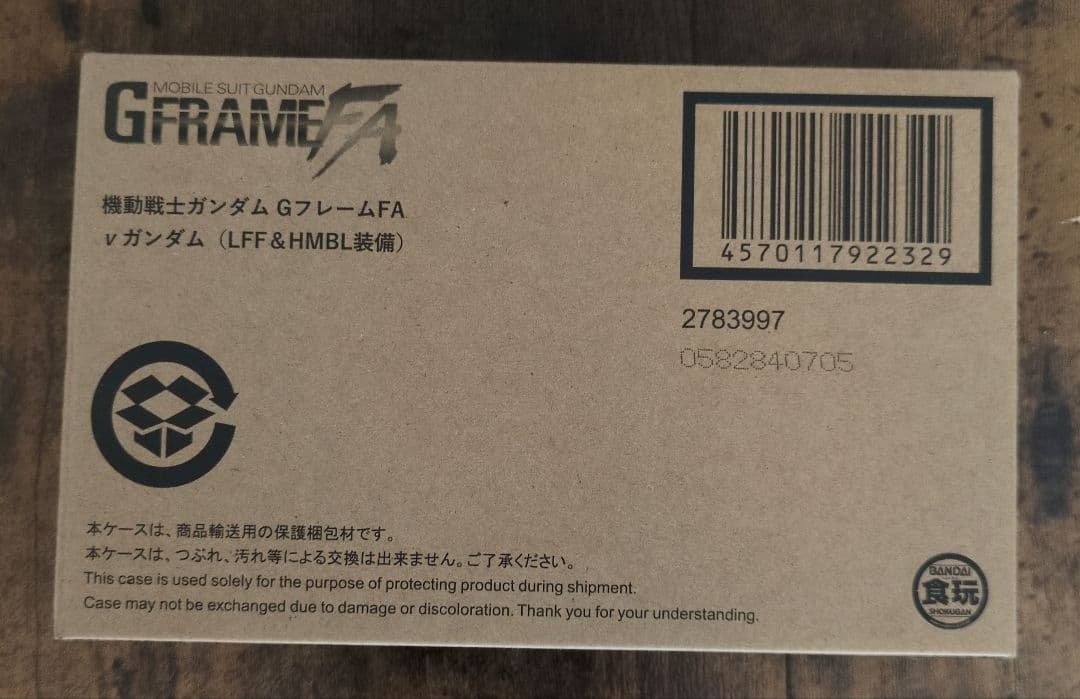 MOBILE SUIT GUNDAM
GFRAMEFA
機動戦士ガンダム GフレームFA
νガンダム（LFF＆HMBL装備）
4570117922329
2783997
0582840705
本ケースは、商品輸送用の保護梱包材です。
本ケースは、つぶれ、汚れ等による交換は出来ません。ご了承ください。
This case is used solely for the purpose of protecting product during shipment.
Case may not be exchanged due to damage or discoloration. Thank you for your understanding.
BANDAI
食玩
SHOKUGAN